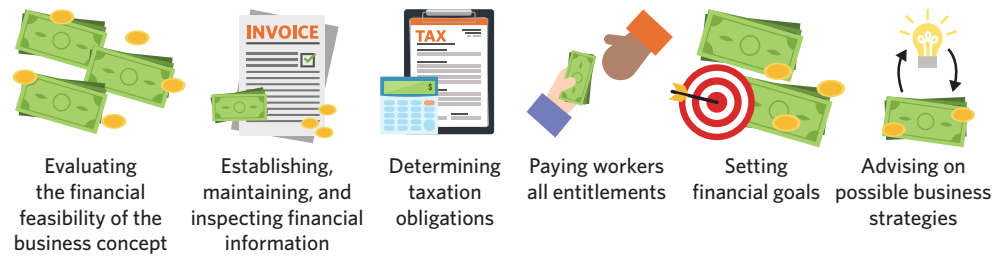 INVOICE
TAX
$
Evaluating
the financial
feasibility of the
business concept
Establishing,
maintaining, and
inspecting financial
information
Determining
taxation
obligations
Paying workers
all entitlements
Setting
financial goals
Advising on
possible business
strategies